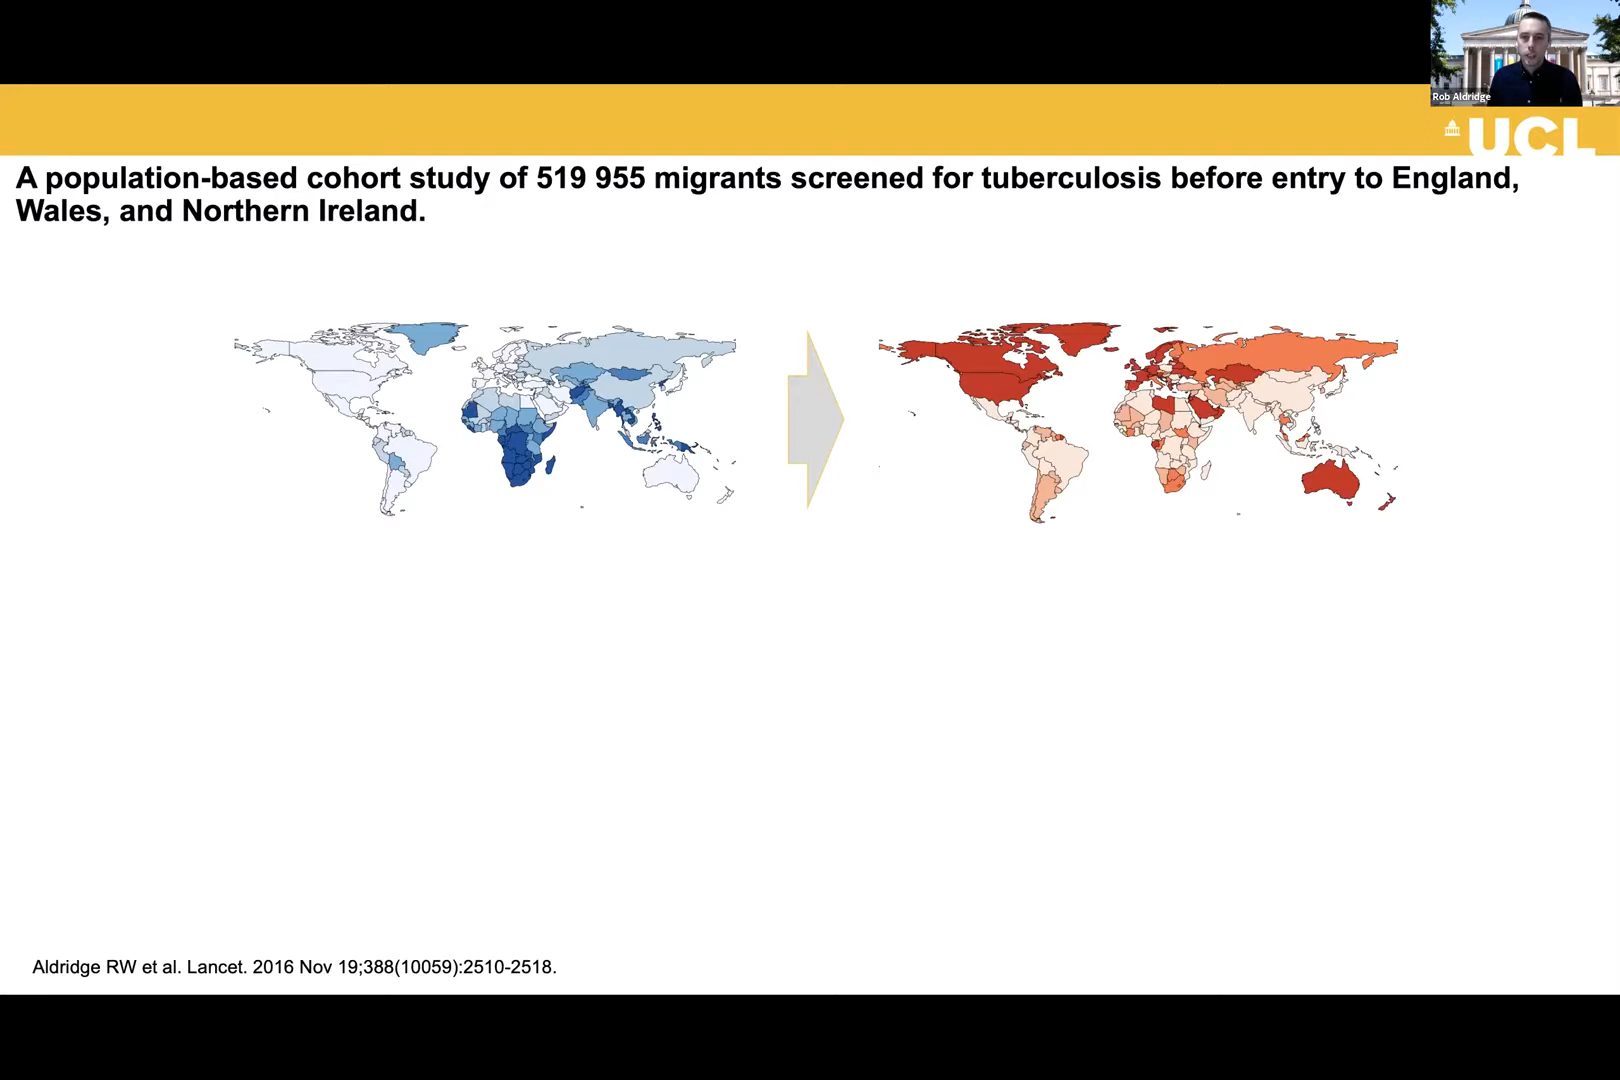 Rob Aldridge
UCL
A population-based cohort study of 519 955 migrants screened for tuberculosis before entry to England,
Wales, and Northern Ireland.
Aldridge RW et al. Lancet. 2016 Nov 19;388(10059):2510-2518.